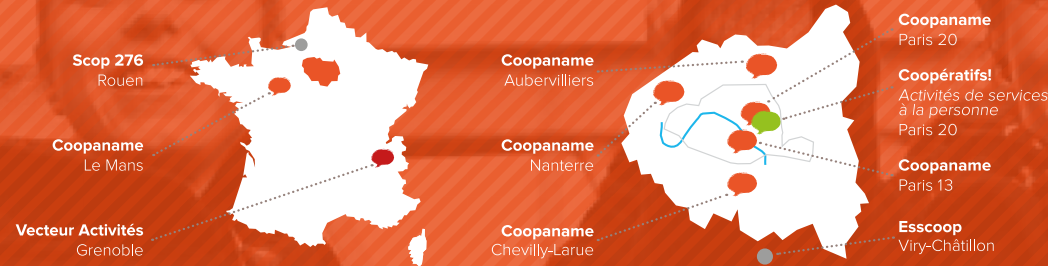 Scop 276
Rouen
Coopaname
Le Mans
Vecteur Activités
Grenoble
Coopaname
Aubervilliers
Coopaname
Nanterre
Coopaname
Chevilly-Larue
Coopaname
Paris 20
Coopératifs!
Activités de services
à la personne
Paris 20
Coopaname
Paris 13
Esscoop
Viry-Châtillon